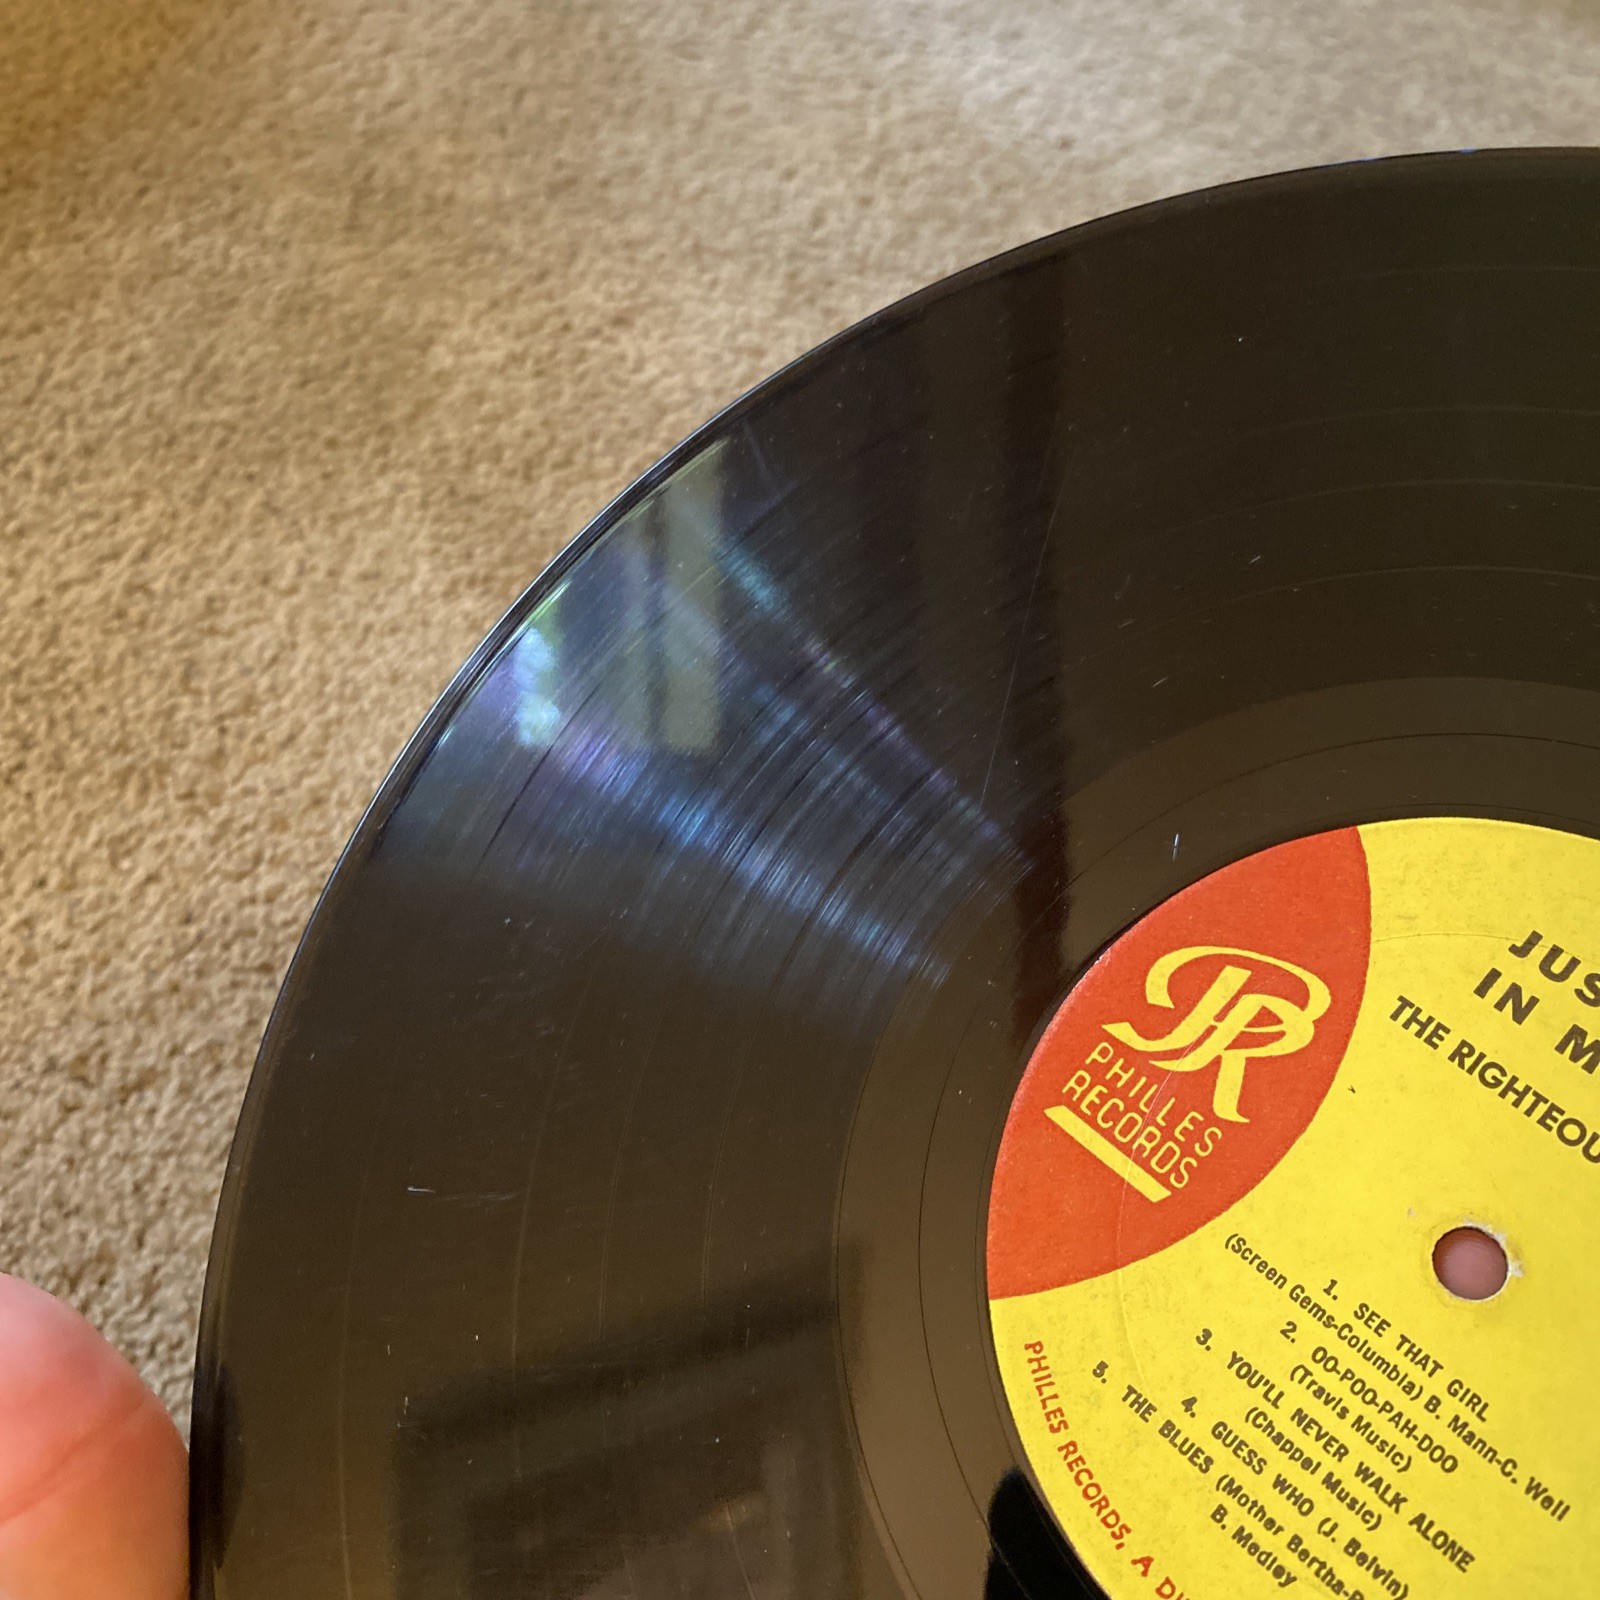 PR
PHILLES
RECORDS
JUS
IN M
THE RIGHTEOU
1. SEE THAT GIRL
(Screen Gems-Columbia) B. Mann-C. Weil
2. OO-POO-PAH-DOO
(Travis Music)
3. YOU'LL NEVER WALK ALONE
(Chappel Music)
4. GUESS WHO (J. Belvin)
5. THE BLUES (Mother Bertha-
B. Medley
PHILLES RECORDS, A DI